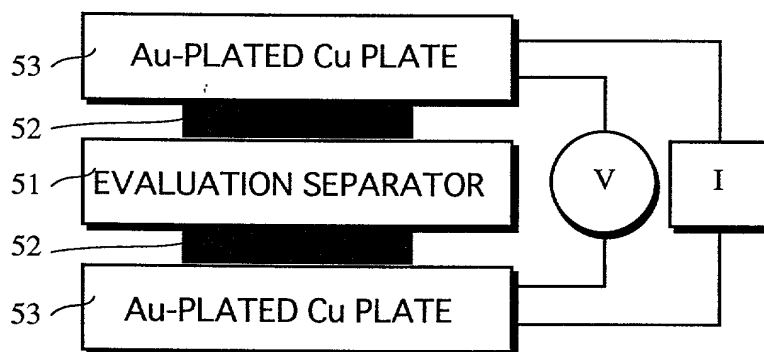 53 Au-PLATED Cu PLATE
52
51 EVALUATION SEPARATOR V I
52
53 Au-PLATED Cu PLATE